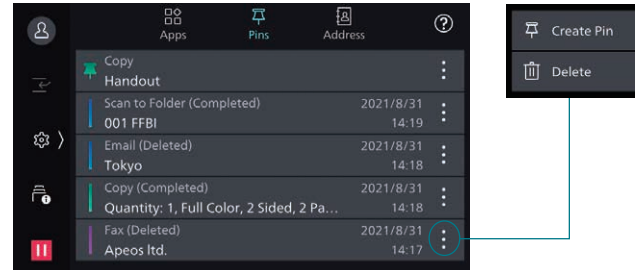 Apps
Pins
Address
?
Copy
Handout
Scan to Folder (Completed) 2021/8/31
001 FFBI 14:19
Email (Deleted) 2021/8/31
Tokyo 14:18
Copy (Completed) 2021/8/31
Quantity: 1, Full Color, 2 Sided, 2 Pa... 14:18
Fax (Deleted) 2021/8/31
Apeos ltd. 14:17
Create Pin
Delete